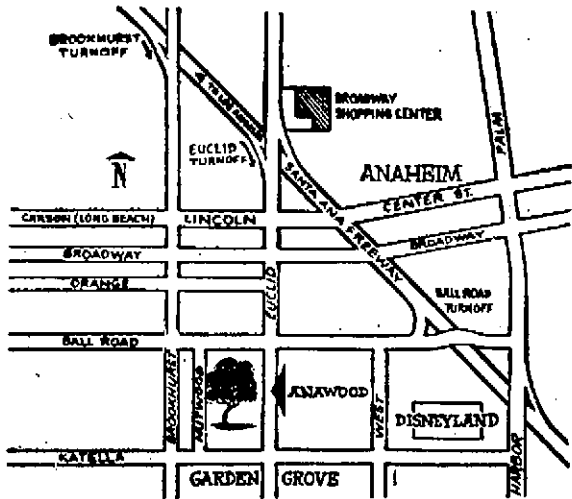 BROOKHURST
TURNOFF
BROADWAY
SHOPPING CENTER
EUCLID
TURNOFF
N
SANTA ANA FREEWAY
ANAHEIM
PALM
CENTER ST.
CARSON (LONG BEACH)
LINCOLN
BROADWAY
BROADWAY
ORANGE
EUCLID
BALL ROAD
TURNOFF
BALL ROAD
BROOKHURST
NUTWOOD
ANAWOOD
WEST
DISNEYLAND
HARBOR
KATELLA
GARDEN GROVE